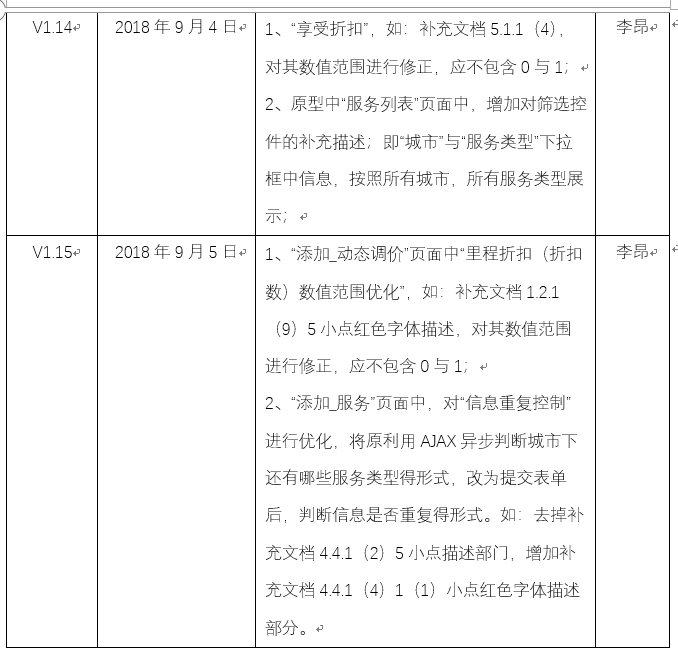 V1.14 2018 年 9 月 4 日 1、“享受折扣”，如：补充文档 5.1.1（4）， 李昂
对其数值范围进行修正，应不包含 0 与 1；
2、原型中“服务列表”页面中，增加对筛选控
件的补充描述；即“城市”与“服务类型”下拉
框中信息，按照所有城市，所有服务类型展
示；
V1.15 2018 年 9 月 5 日 1、“添加_动态调价”页面中“里程折扣（折扣 李昂
数）数值范围优化”，如：补充文档 1.2.1
（9）5 小点红色字体描述，对其数值范围
进行修正，应不包含 0 与 1；
2、“添加_服务”页面中，对“信息重复控制”
进行优化，将原利用 AJAX 异步判断城市下
还有哪些服务类型得形式，改为提交表单
后，判断信息是否重复得形式。如：去掉补
充文档 4.4.1（2）5 小点描述部门，增加补
充文档 4.4.1（4）1（1）小点红色字体描述
部分。